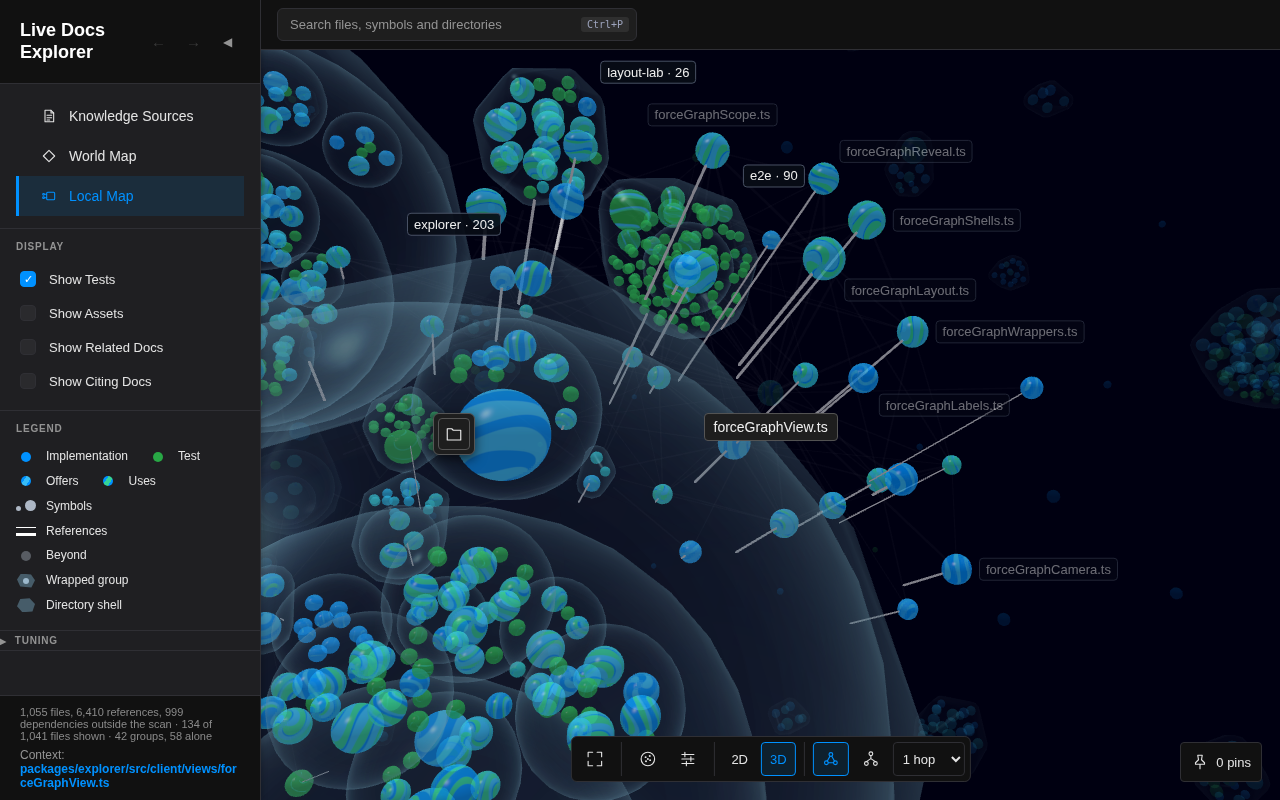 Live Docs
Explorer
← → ◀
Search files, symbols and directories Ctrl+P
Knowledge Sources
World Map
Local Map
DISPLAY
✓ Show Tests
Show Assets
Show Related Docs
Show Citing Docs
LEGEND
Implementation Test
Offers Uses
Symbols
References
Beyond
Wrapped group
Directory shell
▶ TUNING
1,055 files, 6,410 references, 999
dependencies outside the scan · 134 of
1,041 files shown · 42 groups, 58 alone
Context:
packages/explorer/src/client/views/for
ceGraphView.ts
layout-lab · 26
forceGraphScope.ts
forceGraphReveal.ts
e2e · 90
explorer · 203
forceGraphShells.ts
forceGraphLayout.ts
forceGraphWrappers.ts
forceGraphLabels.ts
forceGraphView.ts
forceGraphCamera.ts
2D 3D 1 hop
0 pins